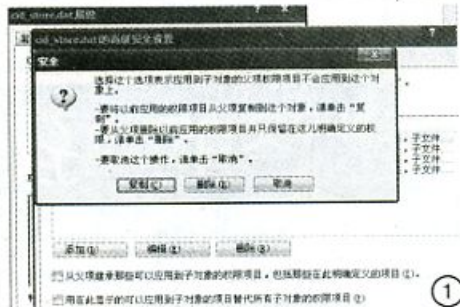 cid_store.dat 属性
cid_store.dat 的高级安全设置
安全
选择这个选项表示应用到子对象的父项权限项目不会应用到这个对象上。
-要将以前应用的权限项目从父项复制到这个对象，请单击“复制”。
-要从父项删除以前应用的权限项目并只保留在这儿明确定义的权限，请单击“删除”。
-要取消这个操作，请单击“取消”。
复制(C) 删除(R) 取消
，子文件...
，子文件...
，子文件...
，子文件...
添加(D) 编辑(E) 删除(R)
从父项继承那些可以应用到子对象的权限项目，包括那些在此明确定义的项目(I)。
用在此显示的可以应用到子对象的项目替代所有子对象的权限项目(P)
1